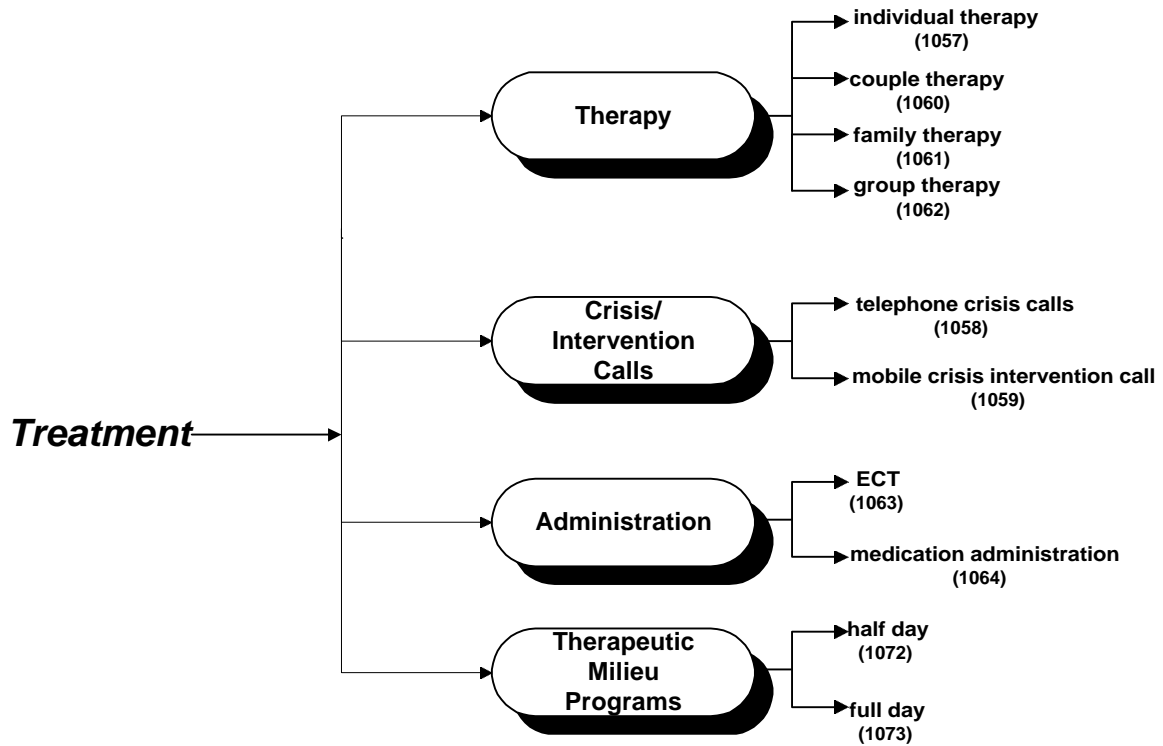 individual therapy
(1057)
couple therapy
(1060)
Therapy
family therapy
(1061)
group therapy
(1062)
Crisis/
Intervention
Calls
telephone crisis calls
(1058)
mobile crisis intervention call
(1059)
Treatment
Administration
ECT
(1063)
medication administration
(1064)
Therapeutic
Milieu
Programs
half day
(1072)
full day
(1073)